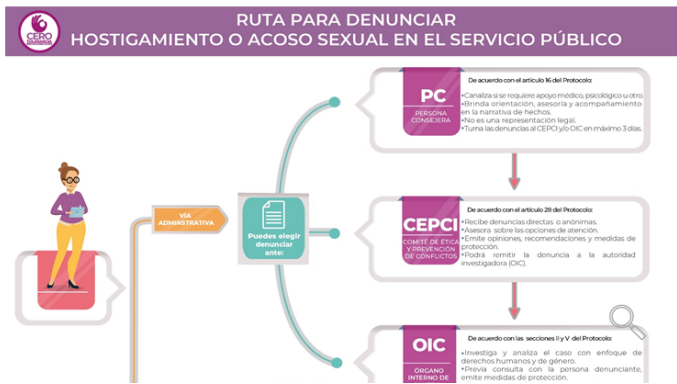 RUTA PARA DENUNCIAR
HOSTIGAMIENTO O ACOSO SEXUAL EN EL SERVICIO PÚBLICO
CERO
VÍA
ADMINSTRATIVA
Puedes elegir
denunciar
ante:
PC
PERSONA
CONSEJERA
De acuerdo con el artículo 16 del Protocolo:
•Canaliza si se requiere apoyo médico, psicológico u otro.
•Brinda orientación, asesoría y acompañamiento
en la narrativa de hechos.
•No es una representación legal.
•Turna las denuncias al CEPCI y/o OIC en máximo 3 días.
CEPCI
COMITÉ DE ÉTICA
Y PREVENCIÓN
DE CONFLICTOS
De acuerdo con el artículo 28 del Protocolo:
•Recibe denuncias directas o anónimas.
•Asesora sobre las opciones de atención.
•Emite opiniones, recomendaciones y medidas de
protección.
•Podrá remitir la denuncia a la autoridad
investigadora (OIC).
OIC
ÓRGANO
INTERNO DE
De acuerdo con las secciones II y V del Protocolo:
•Investiga y analiza el caso con enfoque de
derechos humanos y de género.
•Previa consulta con la persona denunciante,
emite medidas de protección.